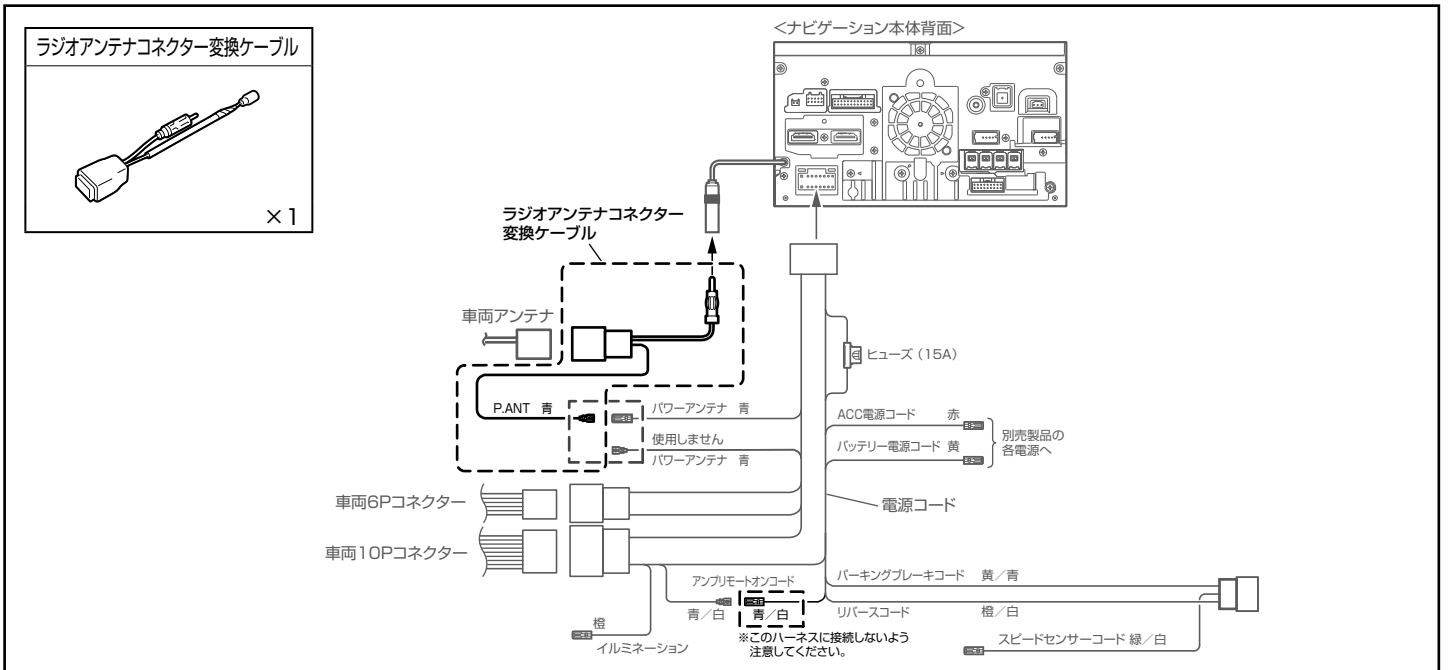 ラジオアンテナコネクター変換ケーブル
×1
<ナビゲーション本体背面>
ラジオアンテナコネクター
変換ケーブル
車両アンテナ
ヒューズ（15A）
P.ANT 青
パワーアンテナ 青
使用しません
パワーアンテナ 青
ACC電源コード 赤
バッテリー電源コード 黄
別売製品の
各電源へ
車両6Pコネクター
電源コード
車両10Pコネクター
アンプリモートオンコード
青／白
青／白
パーキングブレーキコード 黄／青
リバースコード 橙／白
橙
イルミネーション
※このハーネスに接続しないよう
注意してください。
スピードセンサーコード 緑／白